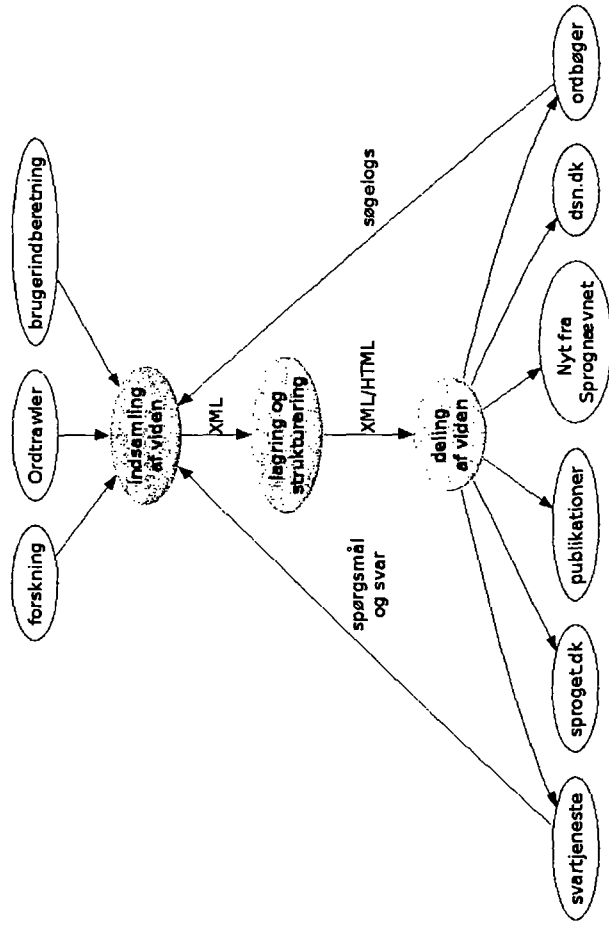 forskning
Ordtrawler
brugerindberetning
indsamling
af viden
XML
lagring og
strukturering
XML/HTML
spørgsmål
og svar
søgelogs
deling
af viden
svartjeneste
sproget.dk
publikationer
Nyt fra
Sprognævnet
dsn.dk
ordbøger